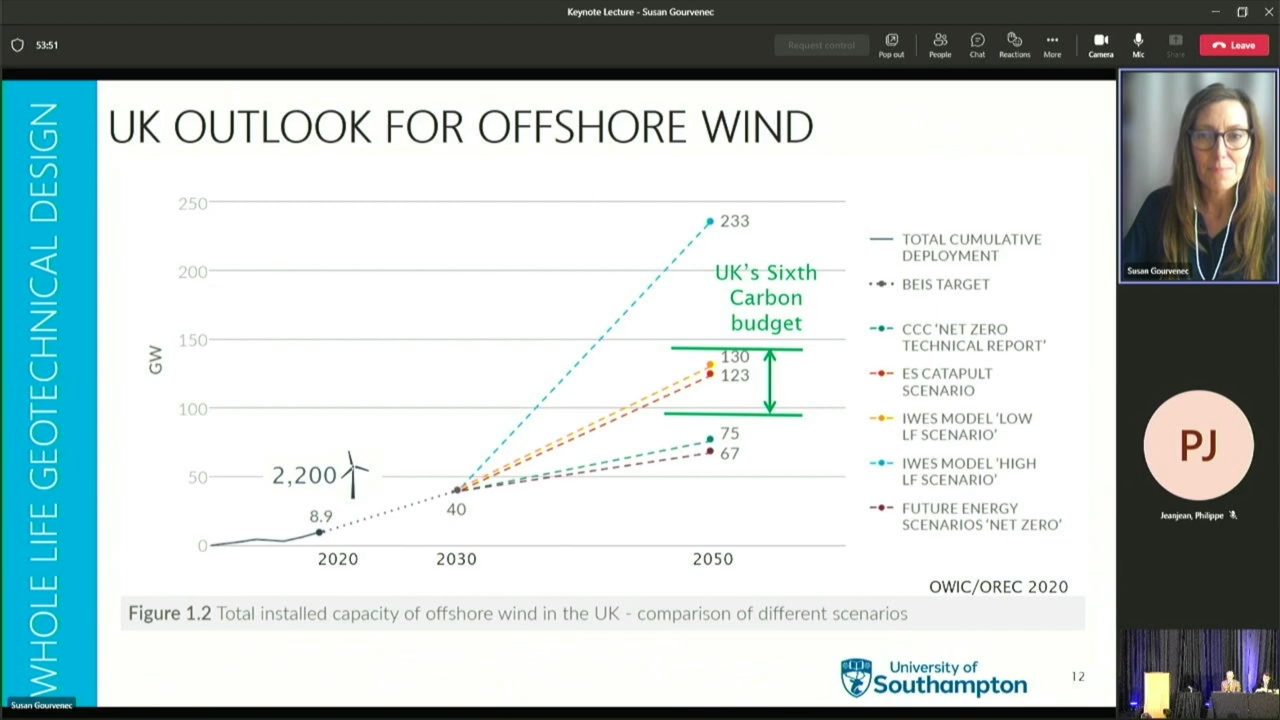 Keynote Lecture - Susan Gourvenec
53:51
Request control
Pop out
People
Chat
Reactions
More
Camera
Mic
Share
Leave
WHOLE LIFE GEOTECHNICAL DESIGN
UK OUTLOOK FOR OFFSHORE WIND
250
200
150
100
50
0
GW
233
UK's Sixth
Carbon
budget
130
123
75
67
2,200
8.9
40
2020
2030
2050
TOTAL CUMULATIVE
DEPLOYMENT
BEIS TARGET
CCC 'NET ZERO
TECHNICAL REPORT'
ES CATAPULT
SCENARIO
IWES MODEL 'LOW
LF SCENARIO'
IWES MODEL 'HIGH
LF SCENARIO'
FUTURE ENERGY
SCENARIOS 'NET ZERO'
OWIC/OREC 2020
Figure 1.2 Total installed capacity of offshore wind in the UK - comparison of different scenarios
University of
Southampton
12
Susan Gourvenec
Susan Gourvenec
PJ
Jeanjean, Philippe